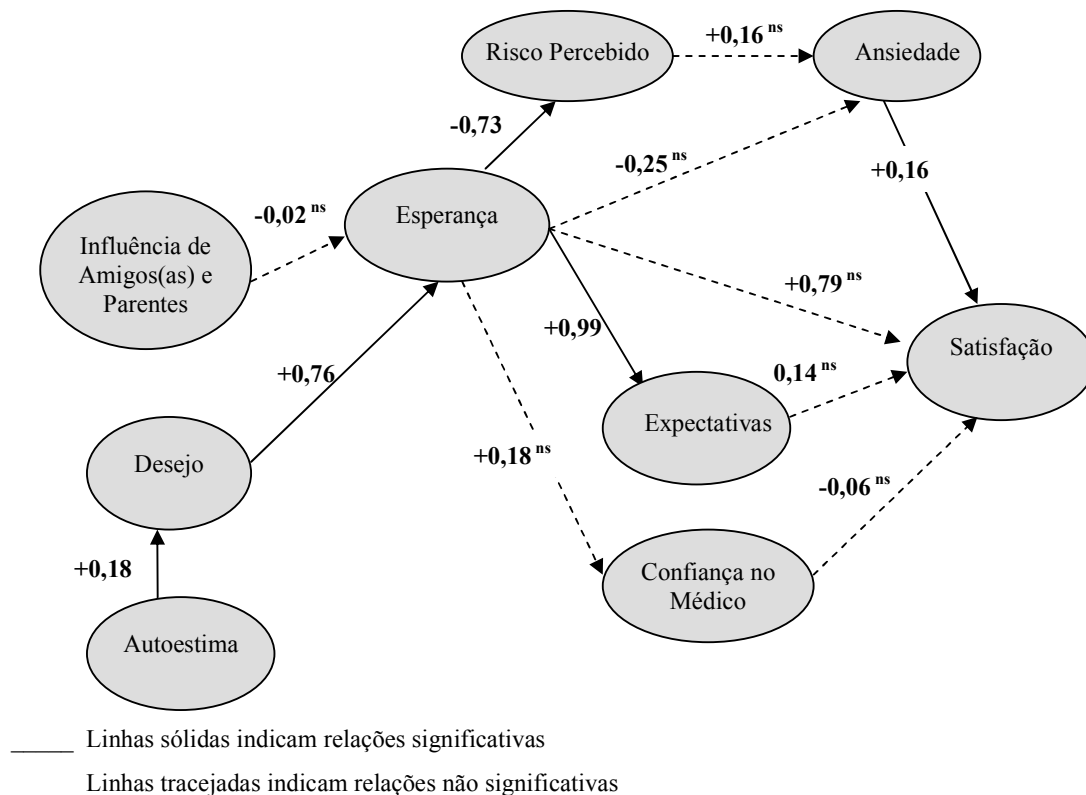 +0,16 ns
Risco Percebido
Ansiedade
-0,73
-0,25 ns
+0,16
Esperança
-0,02 ns
Influência de
Amigos(as) e
Parentes
+0,79 ns
+0,99
Satisfação
0,14 ns
+0,76
Expectativas
Desejo
+0,18 ns
-0,06 ns
+0,18
Confiança no
Médico
Autoestima
_____ Linhas sólidas indicam relações significativas
Linhas tracejadas indicam relações não significativas